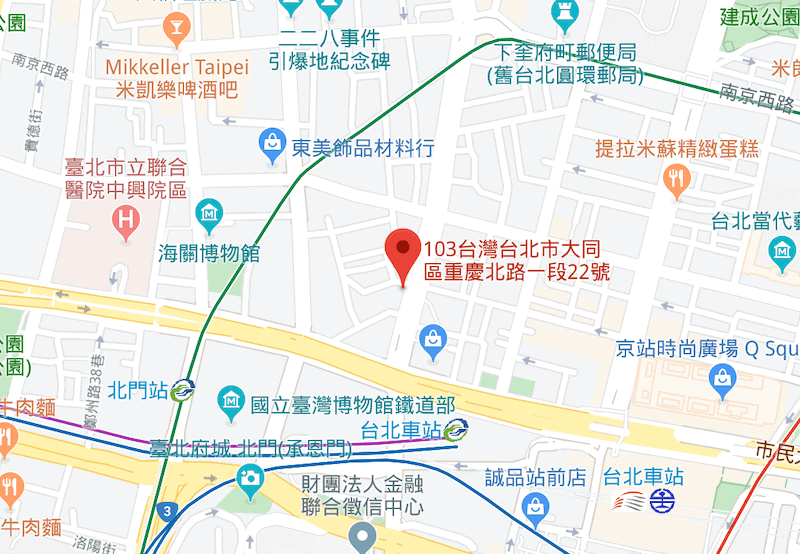 公園
建成公園
二二八事件
引爆地紀念碑
下奎府町郵便局
(舊台北圓環郵局)
Mikkeller Taipei
米凱樂啤酒吧
南京西路
南京西路
貴德街
東美飾品材料行
提拉米蘇精緻蛋糕
臺北市立聯合
醫院中興院區
H
台北當代藝
海關博物館
103台灣台北市大同
區重慶北路一段22號
公園
公園)
京站時尚廣場 Q Squ
鄭州路38巷
北門站
國立臺灣博物館鐵道部
牛肉麵
台北車站
臺北府城-北門(承恩門)
市民大
誠品站前店
台北車站
財團法人金融
聯合徵信中心
3
牛肉麵
洛陽街